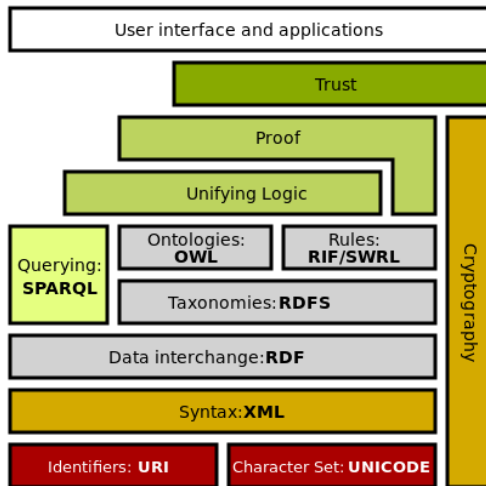 User interface and applications
Trust
Proof
Unifying Logic
Ontologies:
OWL
Rules:
RIF/SWRL
Querying:
SPARQL
Taxonomies:RDFS
Cryptography
Data interchange:RDF
Syntax:XML
Identifiers: URI
Character Set: UNICODE